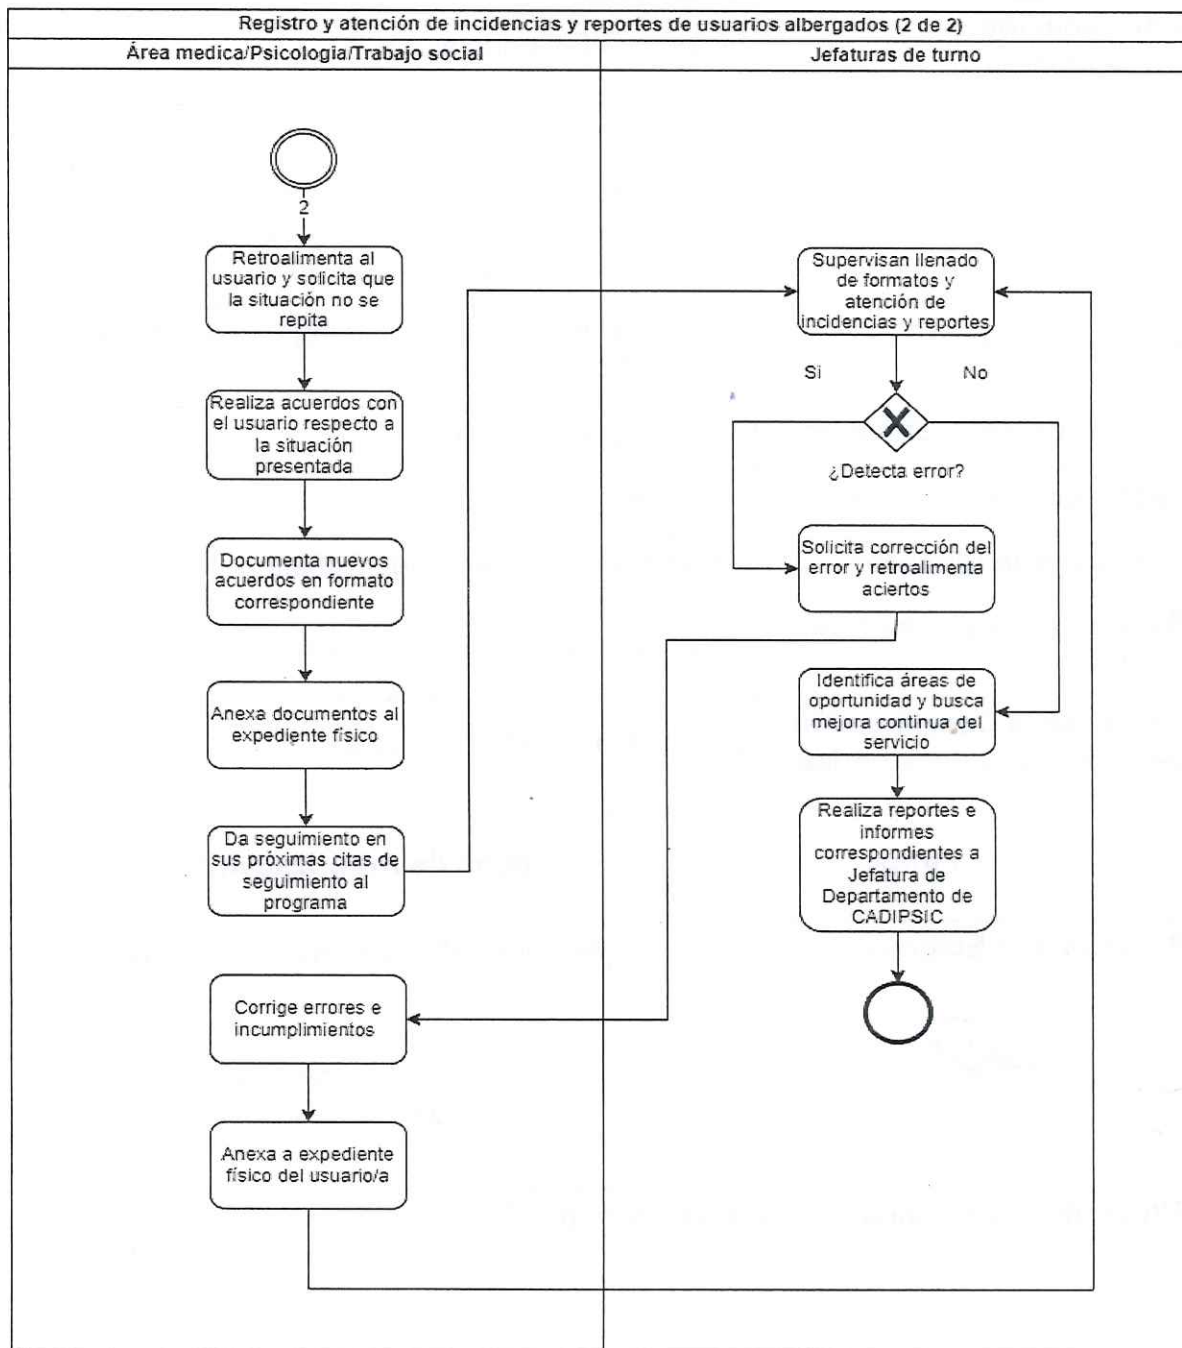 Registro y atención de incidencias y reportes de usuarios albergados (2 de 2)
Área medica/Psicologia/Trabajo social
Jefaturas de turno
2
Retroalimenta al
usuario y solicita que
la situación no se
repita
Realiza acuerdos con
el usuario respecto a
la situación
presentada
Documenta nuevos
acuerdos en formato
correspondiente
Anexa documentos al
expediente físico
Da seguimiento en
sus próximas citas de
seguimiento al
programa
Corrige errores e
incumplimientos
Anexa a expediente
físico del usuario/a
Supervisan llenado
de formatos y
atención de
incidencias y reportes
Si
No
¿Detecta error?
Solicita corrección del
error y retroalimenta
aciertos
Identifica áreas de
oportunidad y busca
mejora continua del
servicio
Realiza reportes e
informes
correspondientes a
Jefatura de
Departamento de
CADIPSIC